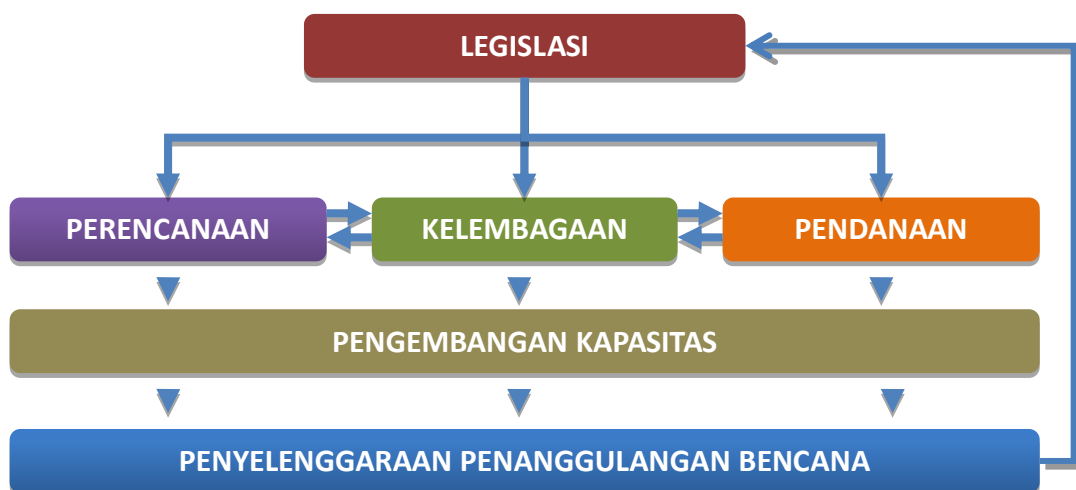 LEGISLASI
PERENCANAAN
KELEMBAGAAN
PENDANAAN
PENGEMBANGAN KAPASITAS
PENYELENGGARAAN PENANGGULANGAN BENCANA